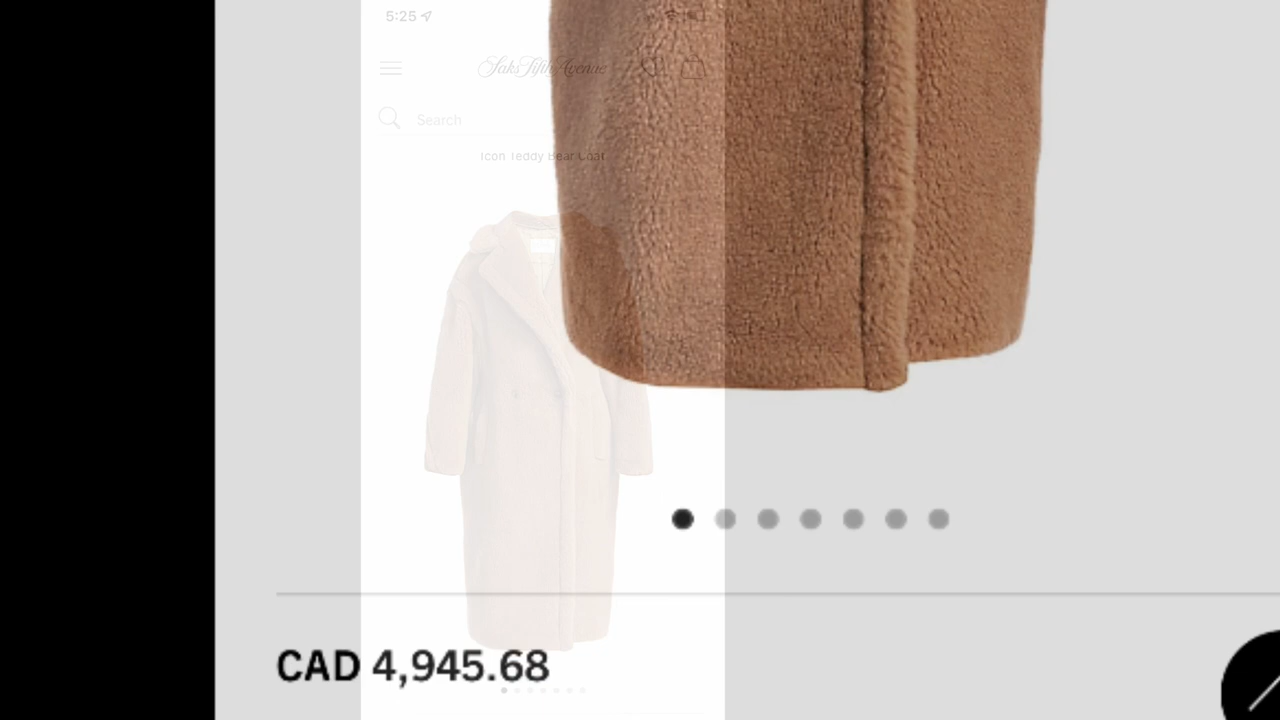 5:25
Saks Fifth Avenue
Search
Icon Teddy Bear Coat
CAD 4,945.68